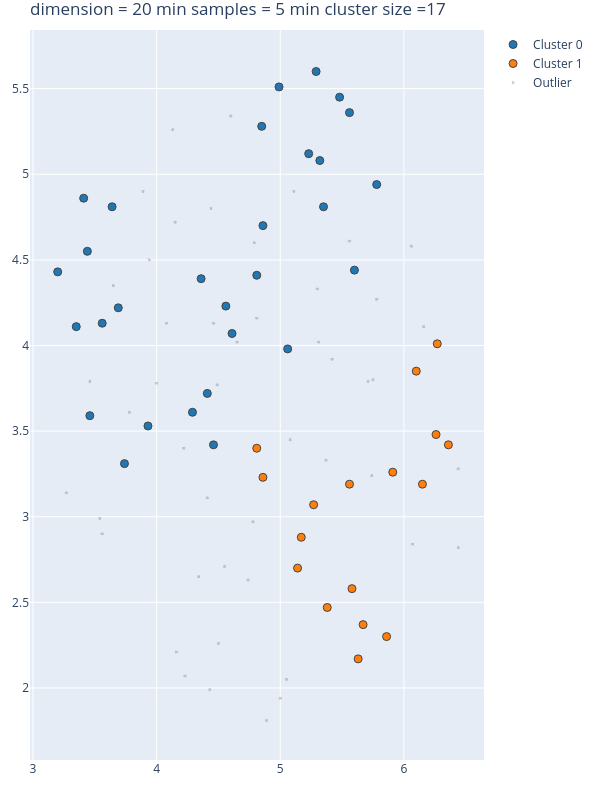 dimension = 20 min samples = 5 min cluster size =17
Cluster 0
Cluster 1
Outlier
5.5
5
4.5
4
3.5
3
2.5
2
3 4 5 6